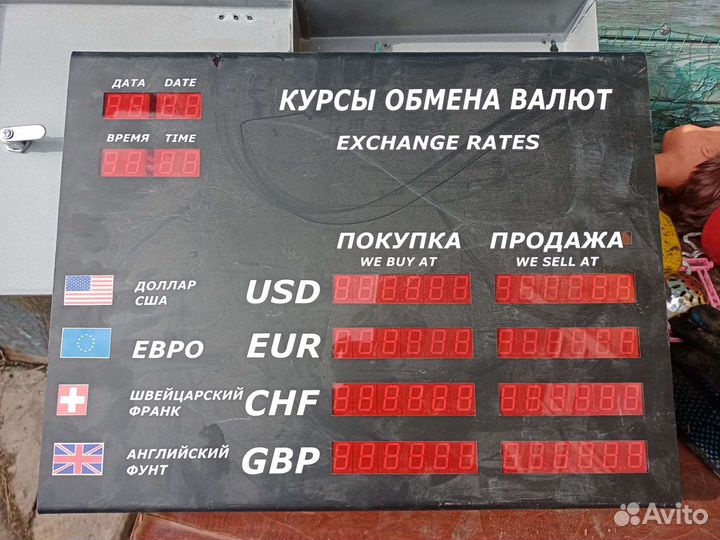 ДАТА DATE
КУРСЫ ОБМЕНА ВАЛЮТ
ВРЕМЯ TIME
EXCHANGE RATES
ПОКУПКА ПРОДАЖА
WE BUY AT WE SELL AT
ДОЛЛАР
США
USD
ЕВРО EUR
ШВЕЙЦАРСКИЙ
ФРАНК
CHF
АНГЛИЙСКИЙ
ФУНТ
GBP
Avito